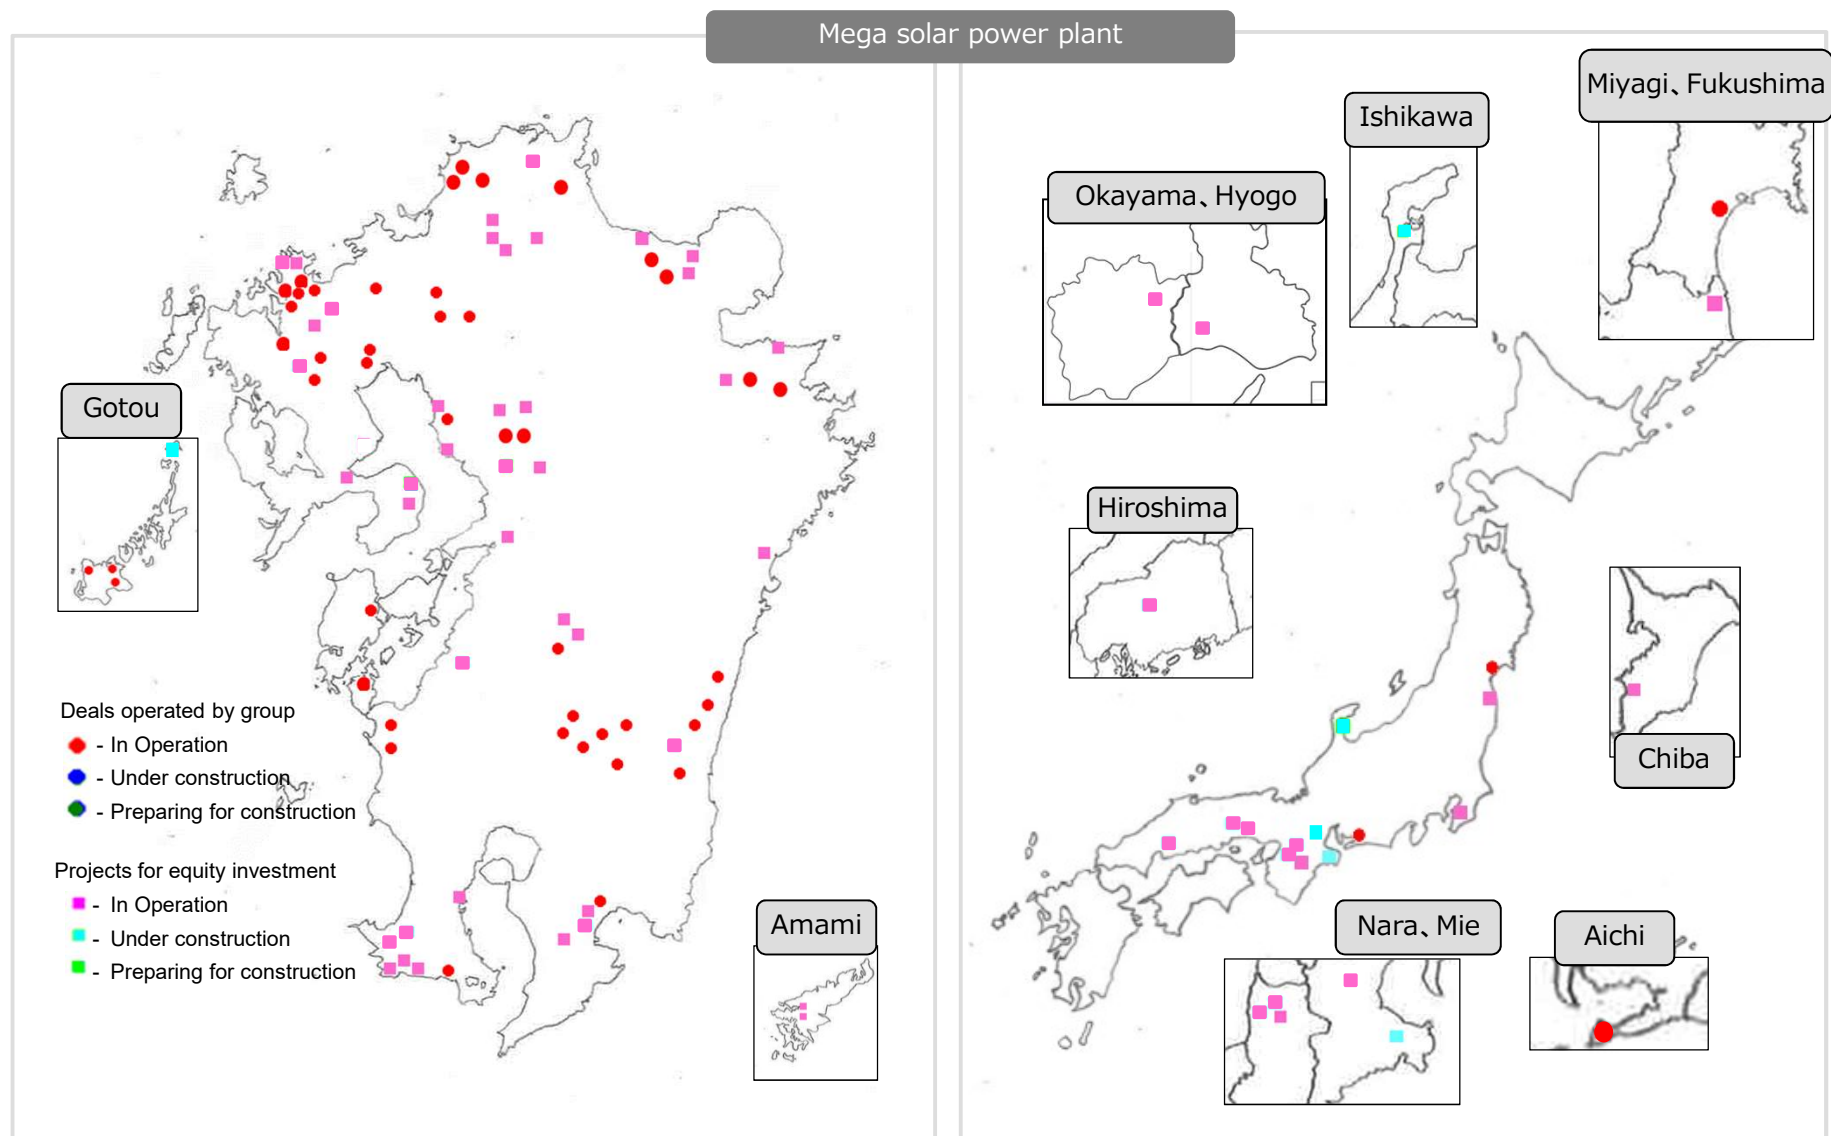 Mega solar power plant
Gotou
Deals operated by group
- In Operation
- Under construction
- Preparing for construction
Projects for equity investment
- In Operation
- Under construction
- Preparing for construction
Amami
Okayama、Hyogo
Ishikawa
Miyagi、Fukushima
Hiroshima
Chiba
Nara、Mie
Aichi